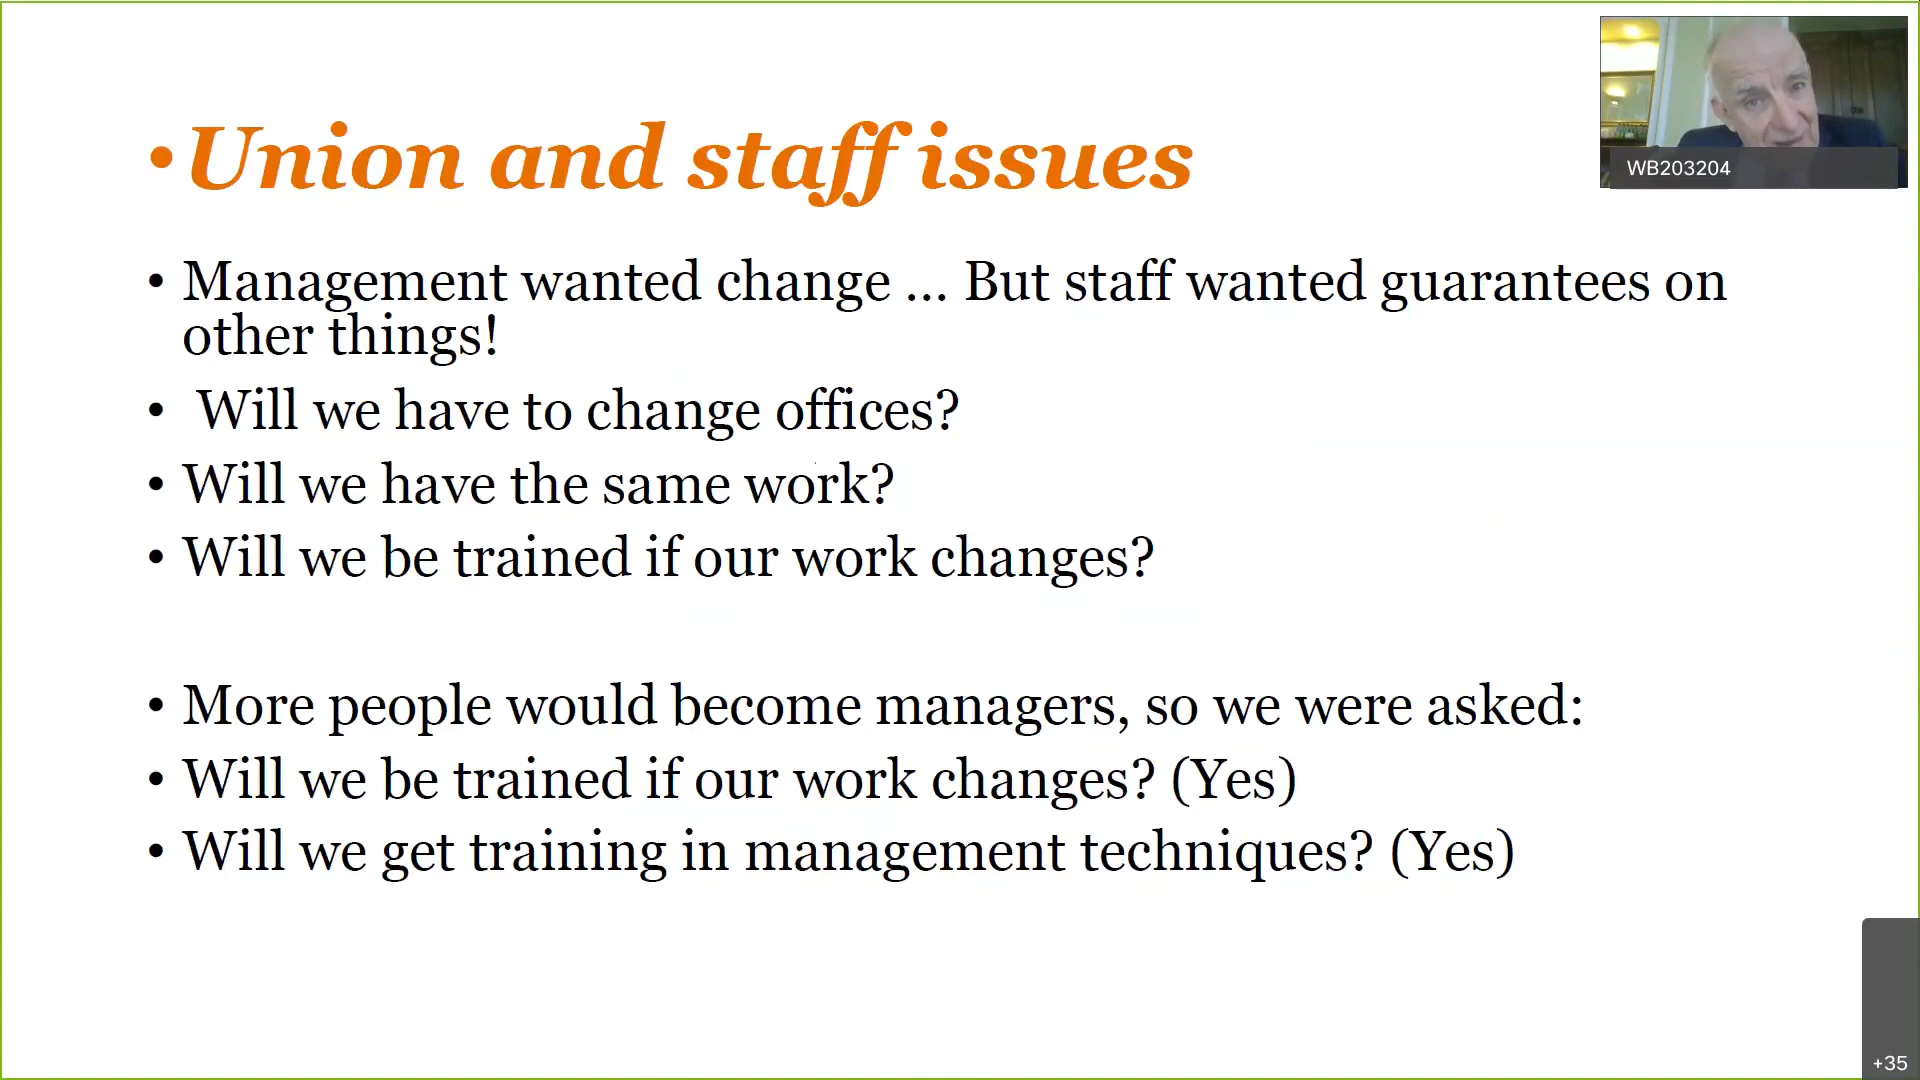 •Union and staff issues
WB203204
• Management wanted change ... But staff wanted guarantees on
other things!
• Will we have to change offices?
• Will we have the same work?
• Will we be trained if our work changes?
• More people would become managers, so we were asked:
• Will we be trained if our work changes? (Yes)
• Will we get training in management techniques? (Yes)
+35